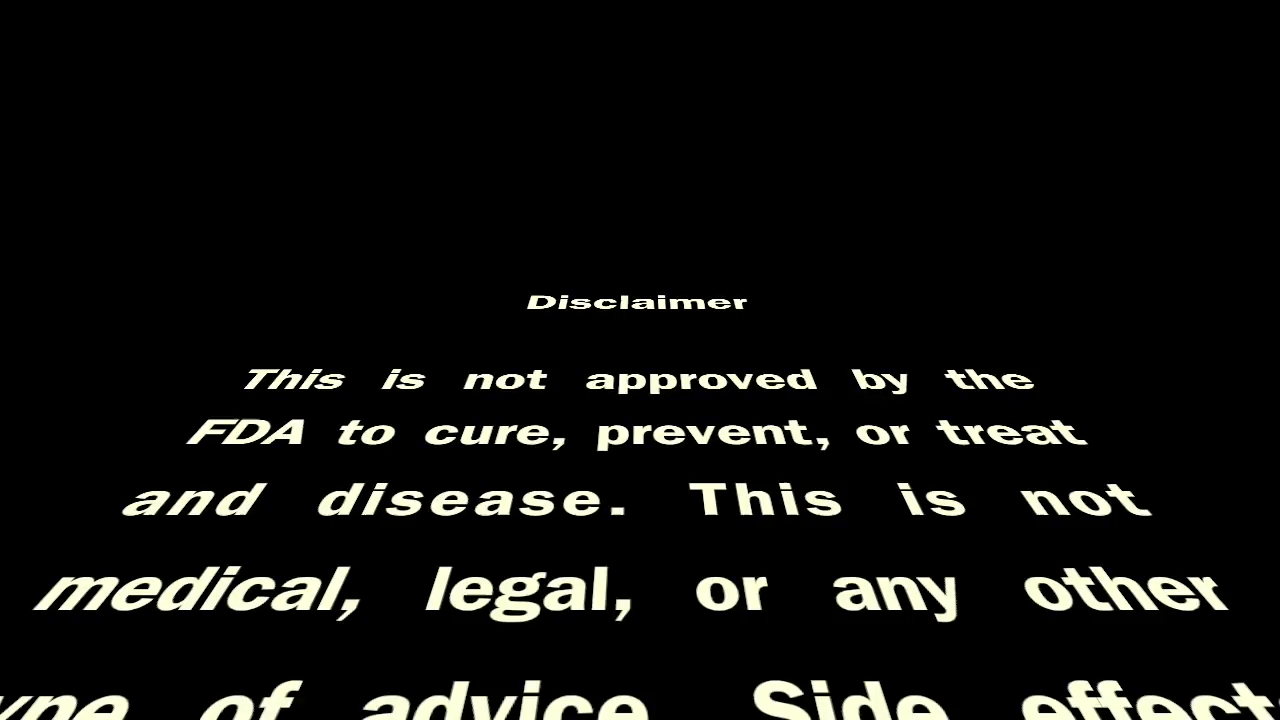 Disclaimer
This is not approved by the
FDA to cure, prevent, or treat
and disease. This is not
medical, legal, or any other
of advice. Side